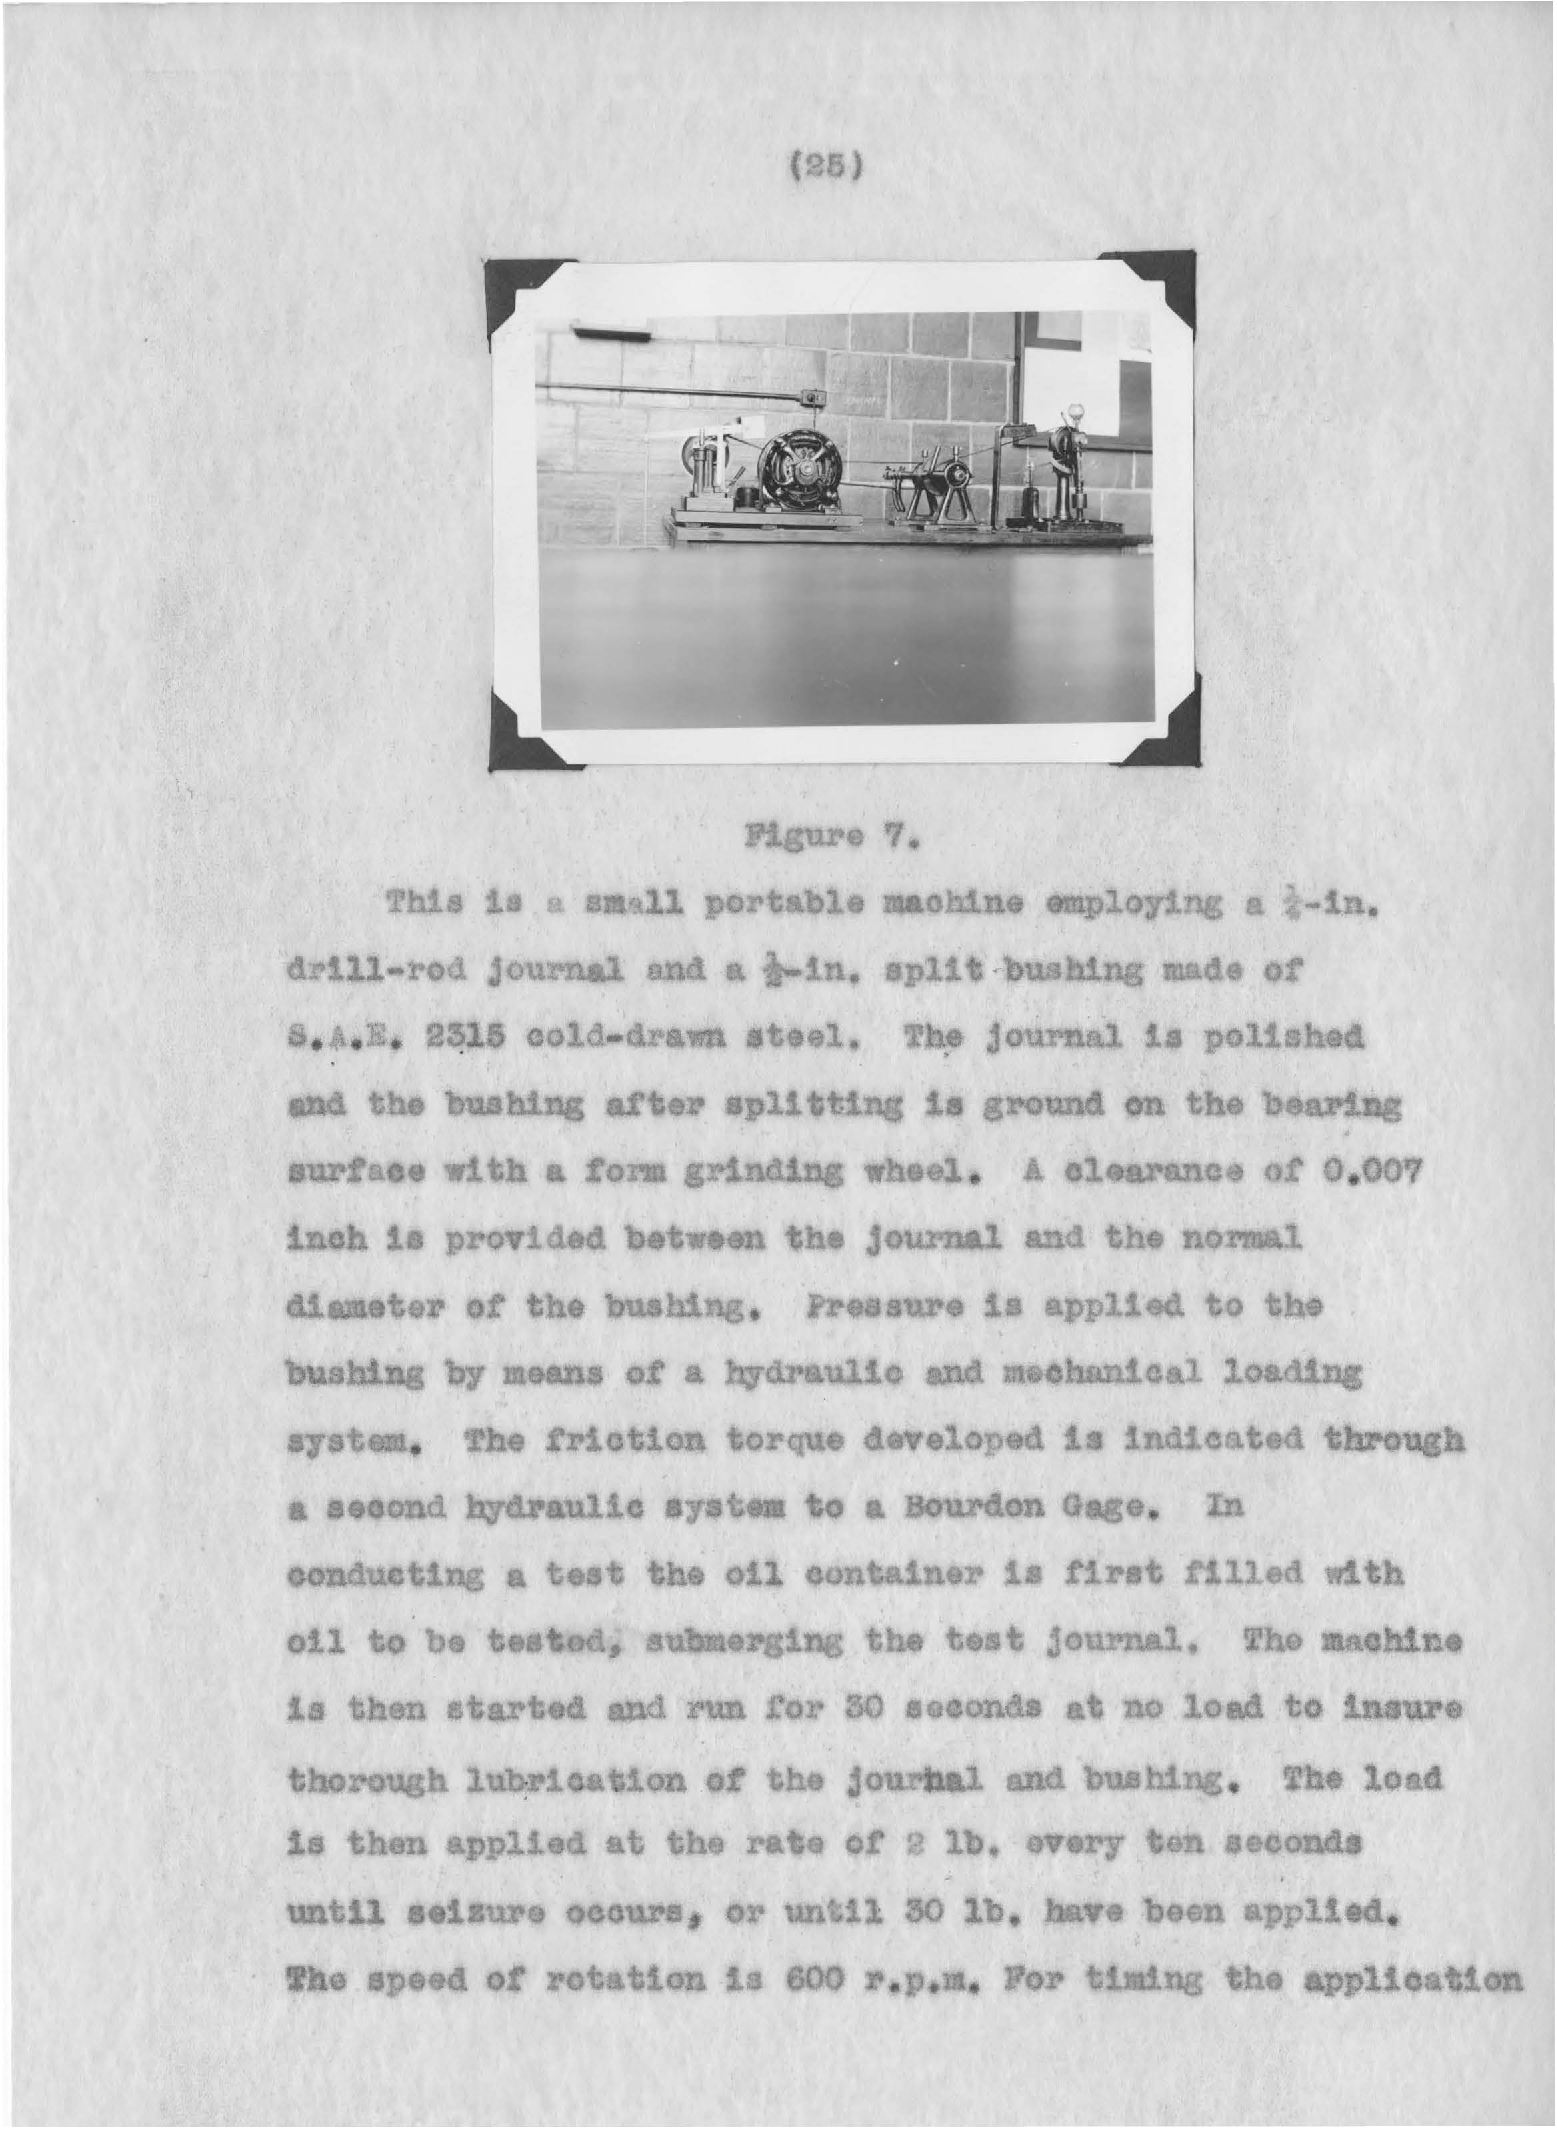 (25)
Figure 7.
This is a small portable machine employing a ¼-in.
drill-rod journal and a ½-in. split bushing made of
S.A.E. 2315 cold-drawn steel. The journal is polished
and the bushing after splitting is ground on the bearing
surface with a form grinding wheel. A clearance of 0.007
inch is provided between the journal and the normal
diameter of the bushing. Pressure is applied to the
bushing by means of a hydraulic and mechanical loading
system. The friction torque developed is indicated through
a second hydraulic system to a Bourdon Gage. In
conducting a test the oil container is first filled with
oil to be tested, submerging the test journal. The machine
is then started and run for 30 seconds at no load to insure
thorough lubrication of the journal and bushing. The load
is then applied at the rate of 2 lb. every ten seconds
until seizure occurs, or until 30 lb. have been applied.
The speed of rotation is 600 r.p.m. For timing the application